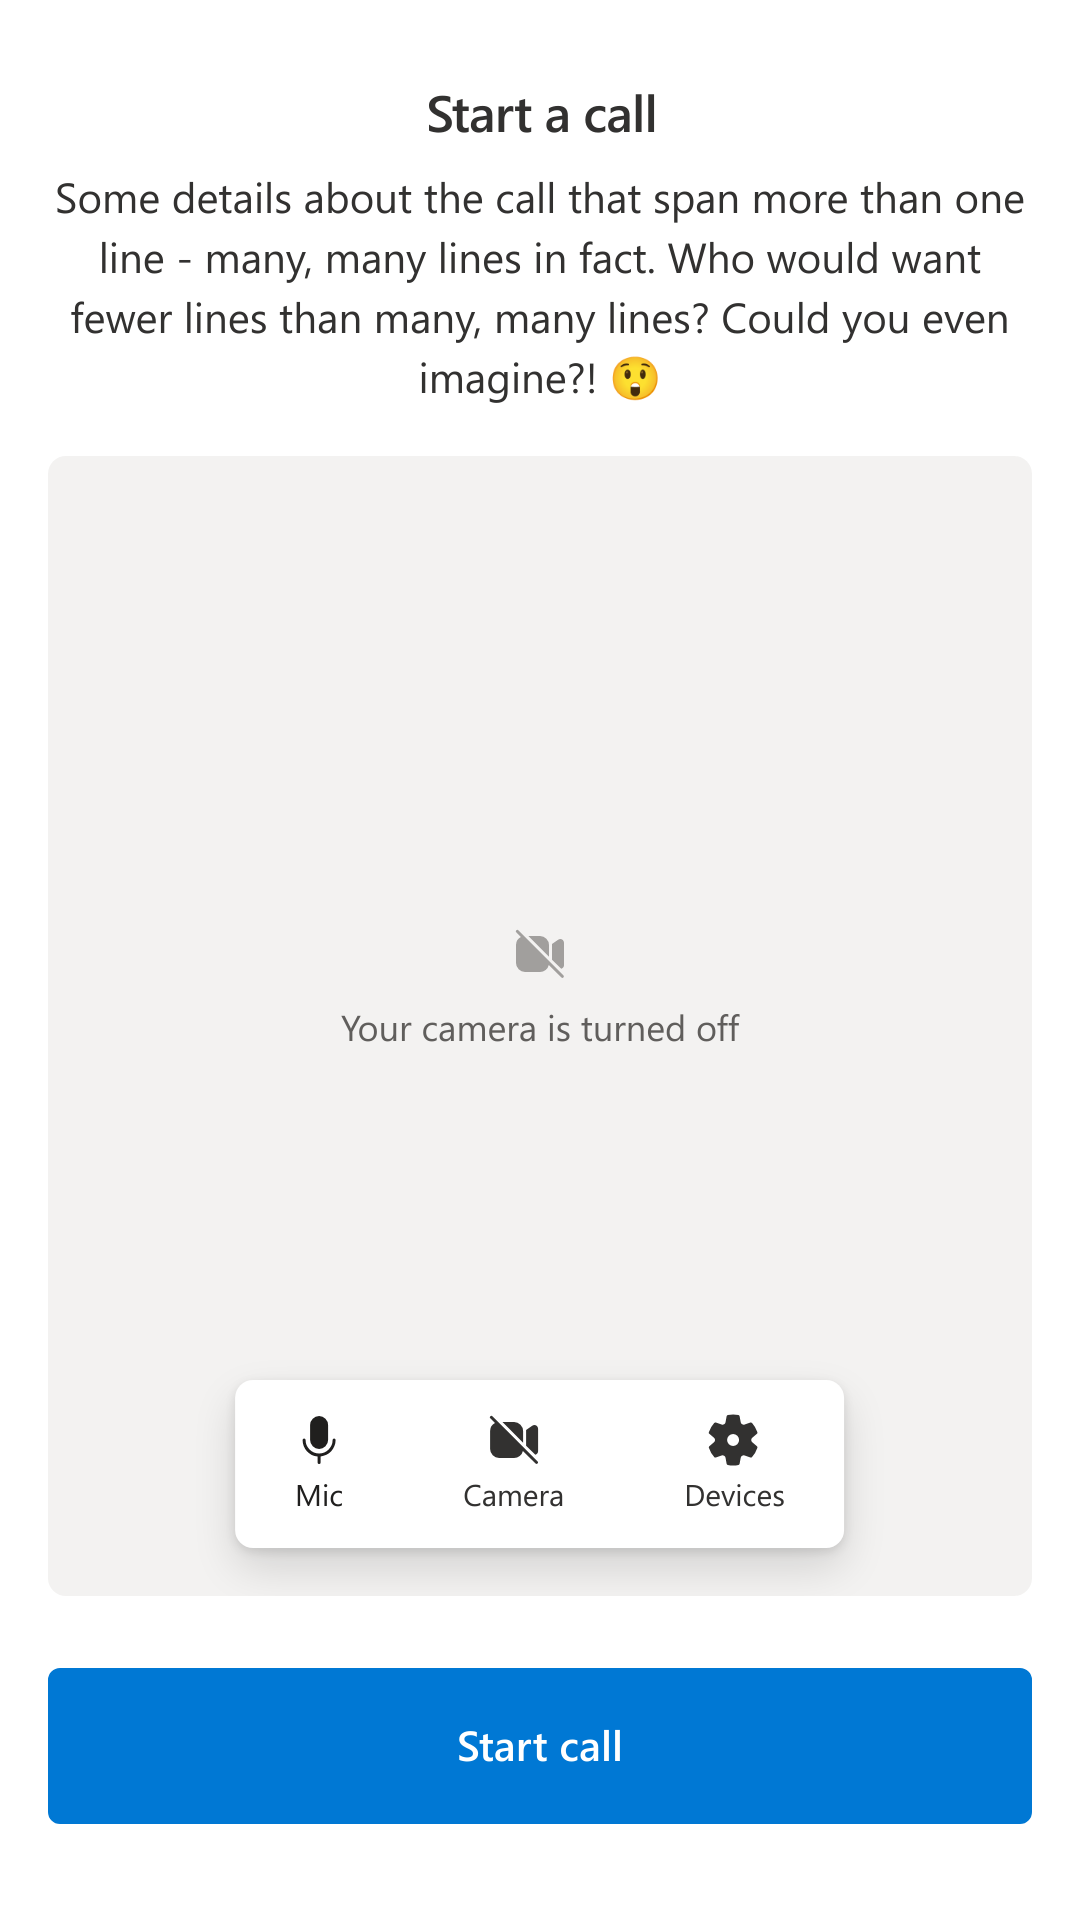 Start a call
Some details about the call that span more than one
line - many, many lines in fact. Who would want
fewer lines than many, many lines? Could you even
imagine?! 😲
Your camera is turned off
Mic Camera Devices
Start call